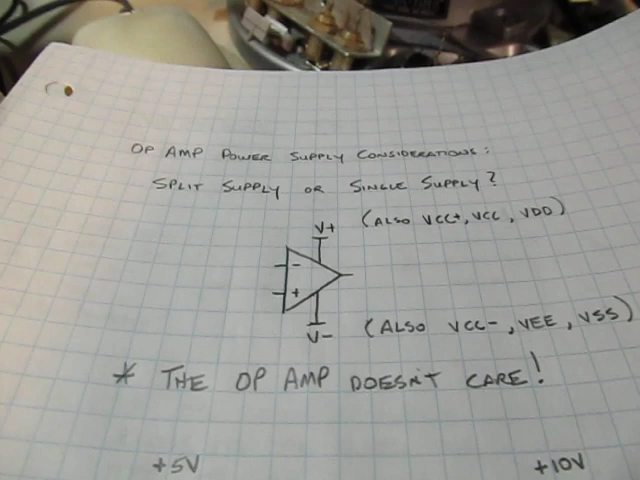 OP AMP POWER SUPPLY CONSIDERATIONS:
SPLIT SUPPLY OR SINGLE SUPPLY?
V+ (ALSO VCC+, VCC, VDD)
-
+
V- (ALSO VCC-, VEE, VSS)
* THE OP AMP DOESN'T CARE!
+5V +10V